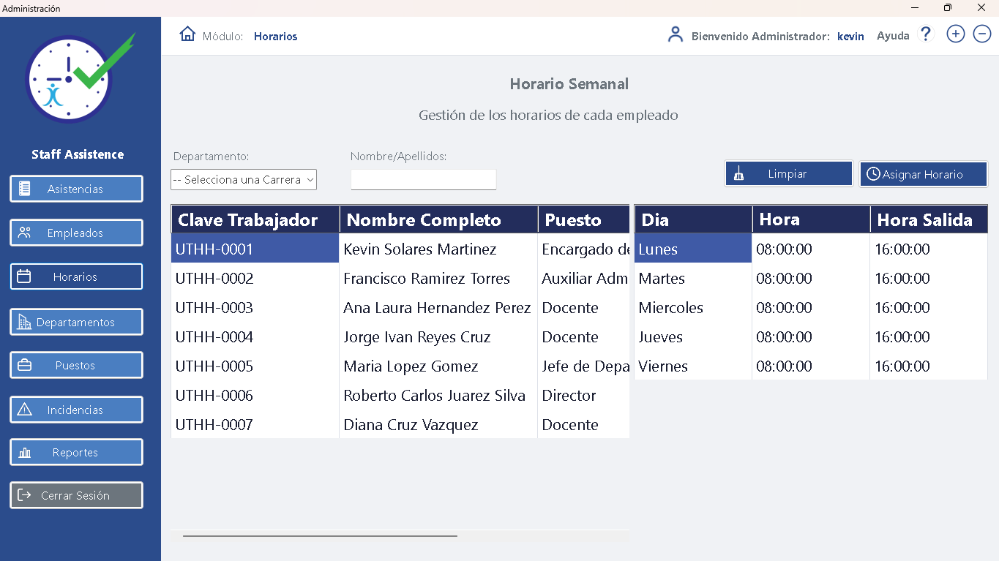 Administración
Módulo: Horarios
Bienvenido Administrador: kevin Ayuda ?
Staff Assistence
Asistencias
Empleados
Horarios
Departamentos
Puestos
Incidencias
Reportes
Cerrar Sesión
Horario Semanal
Gestión de los horarios de cada empleado
Departamento:
Nombre/Apellidos:
-- Selecciona una Carrera
Limpiar
Asignar Horario
Clave Trabajador Nombre Completo Puesto
UTHH-0001 Kevin Solares Martinez Encargado de
UTHH-0002 Francisco Ramirez Torres Auxiliar Adm
UTHH-0003 Ana Laura Hernandez Perez Docente
UTHH-0004 Jorge Ivan Reyes Cruz Docente
UTHH-0005 Maria Lopez Gomez Jefe de Depa
UTHH-0006 Roberto Carlos Juarez Silva Director
UTHH-0007 Diana Cruz Vazquez Docente
Dia Hora Hora Salida
Lunes 08:00:00 16:00:00
Martes 08:00:00 16:00:00
Miercoles 08:00:00 16:00:00
Jueves 08:00:00 16:00:00
Viernes 08:00:00 16:00:00